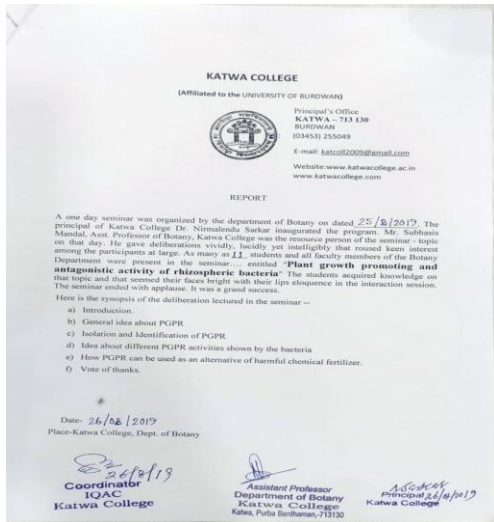 KATWA COLLEGE
(Affiliated to the UNIVERSITY OF BURDWAN)
Principal's Office
KATWA – 713 130
BURDWAN
(03453) 255049
E-mail: katcoll2009@gmail.com
Website:www.katwacollege.ac.in
www.katwacollege.com
REPORT
A one day seminar was organized by the department of Botany on dated 25/8/2019. The
principal of Katwa College Dr. Nirmalendu Sarkar inaugurated the program. Mr. Subhasis
Mandal, Asst. Professor of Botany, Katwa College was the resource person of the seminar - topic
on that day. He gave deliberations vividly, lucidly yet intelligibly that roused keen interest
among the participants at large. As many as 11 students and all faculty members of the Botany
Department were present in the seminar.... entitled "Plant growth promoting and
antagonistic activity of rhizospheric bacteria" The students acquired knowledge on
that topic and that seemed their faces bright with their lips eloquence in the interaction session.
The seminar ended with applause. It was a grand success.
Here is the synopsis of the deliberation lectured in the seminar --
a) Introduction.
b) General idea about PGPR
c) Isolation and Identification of PGPR
d) Idea about different PGPR activities shown by the bacteria
e) How PGPR can be used as an alternative of harmful chemical fertilizer.
f) Vote of thanks.
Date- 26/08/2019
Place-Katwa College, Dept. of Botany
26/8/19
Coordinator
IQAC
Katwa College
Assistant Professor
Department of Botany
Katwa College
Katwa, Purba Bardhaman,-713130
Principal 26/08/2019
Katwa College